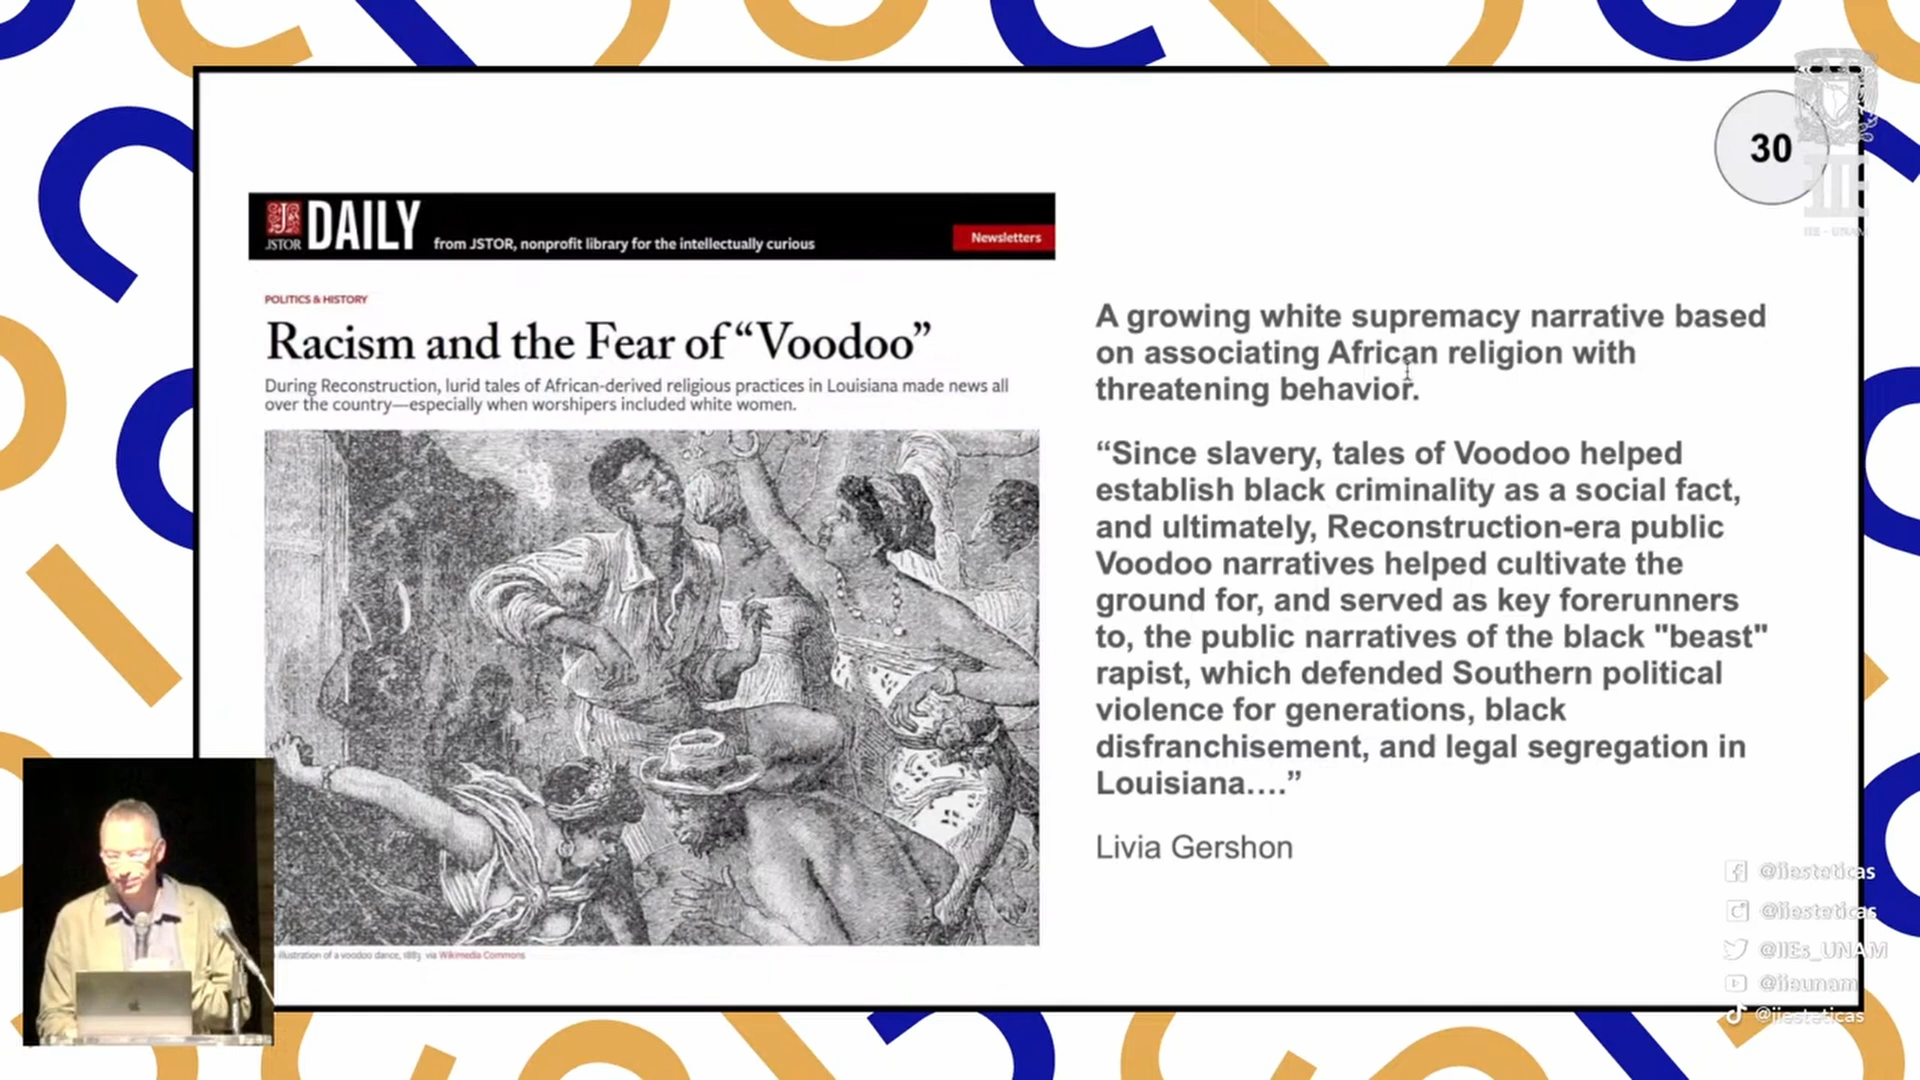 30
IIE - UNAM
JSTOR DAILY from JSTOR, nonprofit library for the intellectually curious
Newsletters
POLITICS & HISTORY
Racism and the Fear of “Voodoo”
During Reconstruction, lurid tales of African-derived religious practices in Louisiana made news all
over the country—especially when worshipers included white women.
illustration of a voodoo dance, via Wikimedia Commons
A growing white supremacy narrative based
on associating African religion with
threatening behavior.
“Since slavery, tales of Voodoo helped
establish black criminality as a social fact,
and ultimately, Reconstruction-era public
Voodoo narratives helped cultivate the
ground for, and served as key forerunners
to, the public narratives of the black "beast"
rapist, which defended Southern political
violence for generations, black
disfranchisement, and legal segregation in
Louisiana....”
Livia Gershon
@iiesteticas
@iiesteticas
@IIEs_UNAM
@iieunam
@iiesteticas